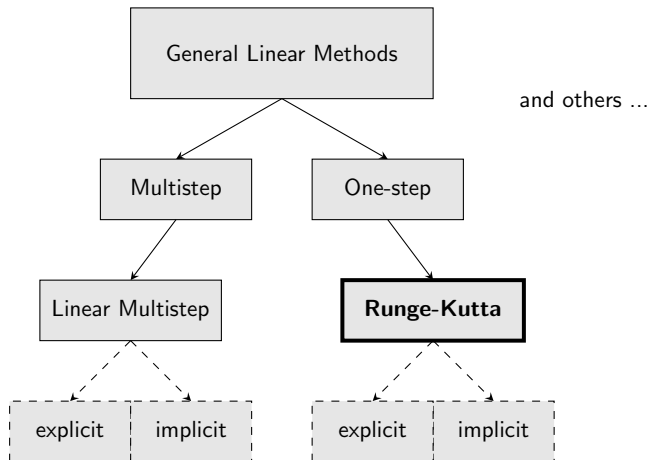 General Linear Methods
and others ...
Multistep
One-step
Linear Multistep
Runge-Kutta
explicit
implicit
explicit
implicit